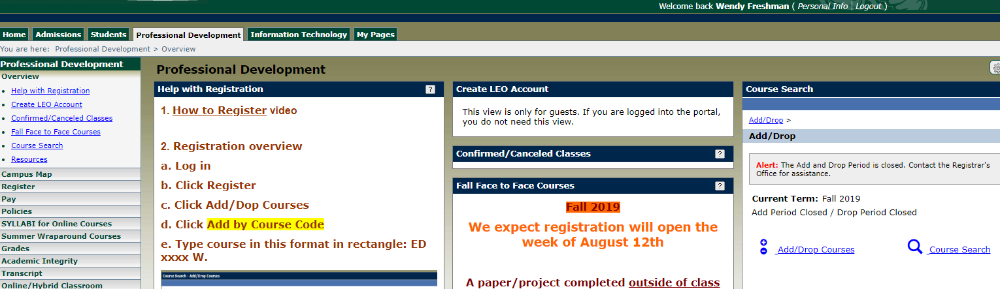 Welcome back Wendy Freshman ( Personal Info | Logout )
Home Admissions Students Professional Development Information Technology My Pages
You are here: Professional Development > Overview
Professional Development
Overview
Help with Registration
Create LEO Account
Confirmed/Canceled Classes
Fall Face to Face Courses
Course Search
Resources
Campus Map
Register
Pay
Policies
SYLLABI for Online Courses
Summer Wraparound Courses
Grades
Academic Integrity
Transcript
Online/Hybrid Classroom
Professional Development
Help with Registration ?
1. How to Register video
2. Registration overview
a. Log in
b. Click Register
c. Click Add/Dop Courses
d. Click Add by Course Code
e. Type course in this format in rectangle: ED
xxxx W.
Course Search - Add/Drop Courses
Create LEO Account
This view is only for guests. If you are logged into the portal,
you do not need this view.
Confirmed/Canceled Classes ?
Fall Face to Face Courses ?
Fall 2019
We expect registration will open the
week of August 12th
A paper/project completed outside of class
Course Search
Add/Drop >
Add/Drop
Alert: The Add and Drop Period is closed. Contact the Registrar's
Office for assistance.
Current Term: Fall 2019
Add Period Closed / Drop Period Closed
Add/Drop Courses Course Search